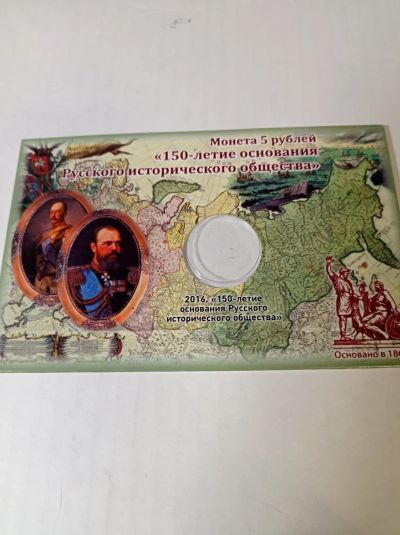 Монета 5 рублей
«150-летие основания
Русского исторического общества»
2016. «150-летие
основания Русского
исторического общества»
Основано в 186